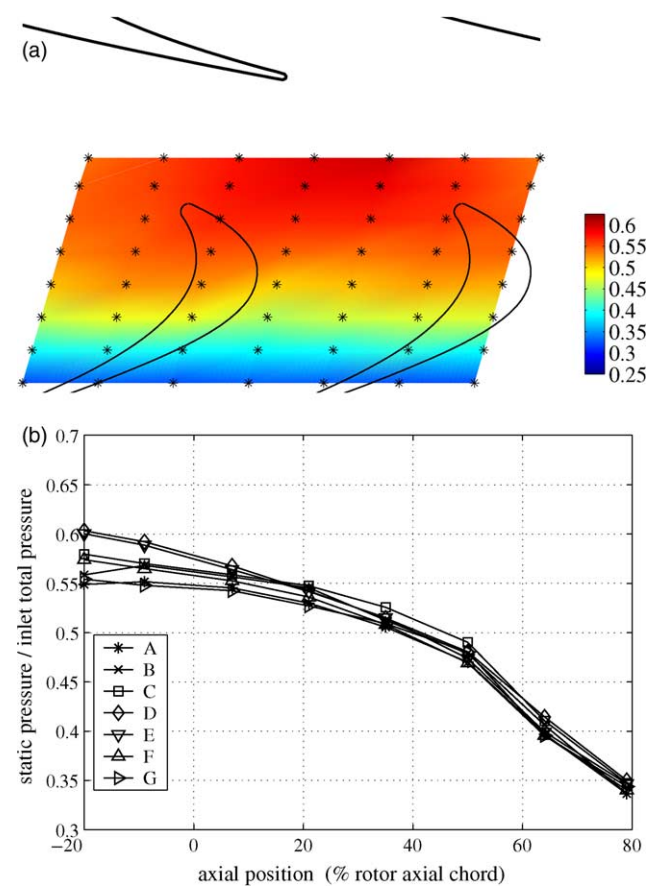 (a)
0.6
0.55
0.5
0.45
0.4
0.35
0.3
0.25
(b)
0.7
0.65
0.6
0.55
0.5
0.45
0.4
0.35
0.3
static pressure / inlet total pressure
A
B
C
D
E
F
G
−20 0 20 40 60 80
axial position (% rotor axial chord)